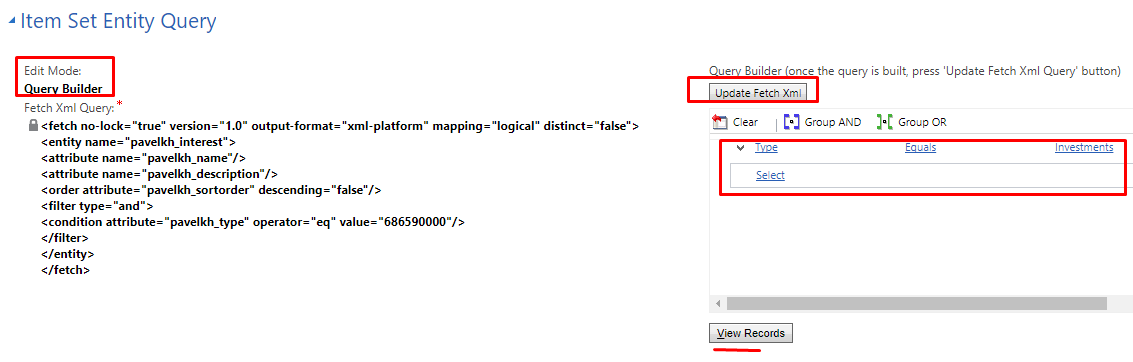 Item Set Entity Query
Edit Mode:
Query Builder
Fetch Xml Query:*
<fetch no-lock="true" version="1.0" output-format="xml-platform" mapping="logical" distinct="false">
<entity name="pavelkh_interest">
<attribute name="pavelkh_name"/>
<attribute name="pavelkh_description"/>
<order attribute="pavelkh_sortorder" descending="false"/>
<filter type="and">
<condition attribute="pavelkh_type" operator="eq" value="686590000"/>
</filter>
</entity>
</fetch>
Query Builder (once the query is built, press 'Update Fetch Xml Query' button)
Update Fetch Xml
Clear | Group AND Group OR
Type Equals Investments
Select
View Records